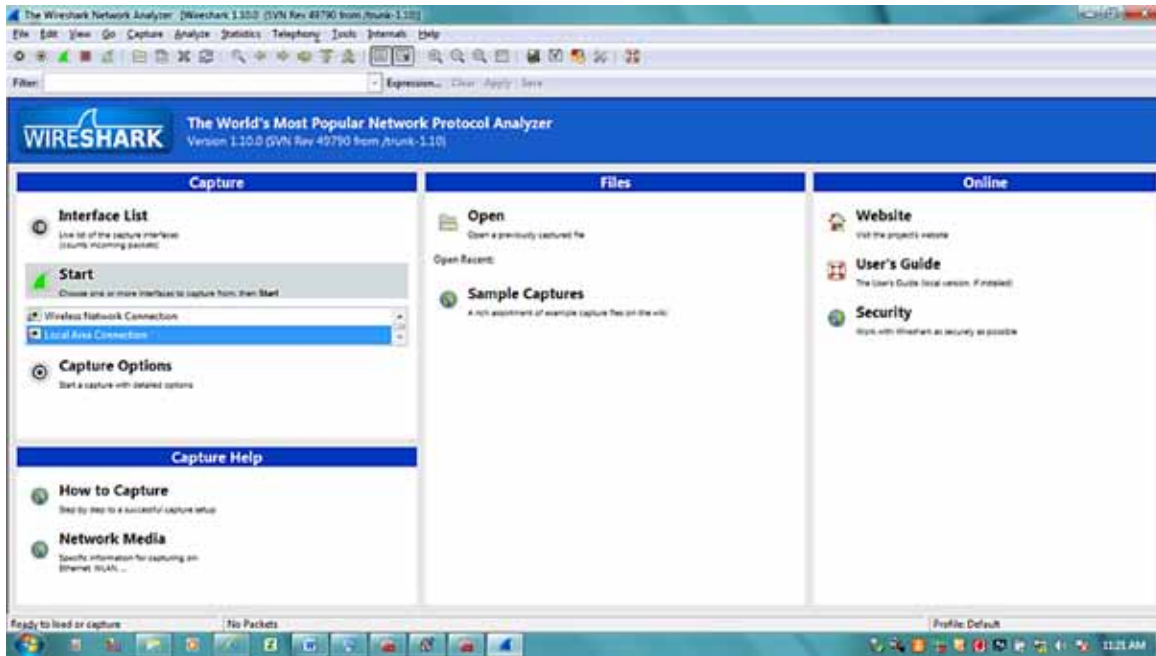 The Wireshark Network Analyzer [Wireshark 1.10.0 (SVN Rev 49790 from /trunk-1.10)]
File Edit View Go Capture Analyze Statistics Telephony Tools Internals Help
Filter: Expression... Clear Apply Save
WIRESHARK
The World's Most Popular Network Protocol Analyzer
Version 1.10.0 (SVN Rev 49790 from /trunk-1.10)
Capture
Interface List
Live list of the capture interfaces
(counts incoming packets)
Start
Choose one or more interfaces to capture from, then Start
Wireless Network Connection
Local Area Connection
Capture Options
Start a capture with detailed options
Capture Help
How to Capture
Step by step to a successful capture setup
Network Media
Specific information for capturing on:
Ethernet, WLAN, ...
Files
Open
Open a previously captured file
Open Recent:
Sample Captures
A rich assortment of example capture files on the wiki
Online
Website
Visit the project's website
User's Guide
The User's Guide (local version, if installed)
Security
Work with Wireshark as securely as possible
Ready to load or capture
No Packets
Profile: Default
11:21 AM